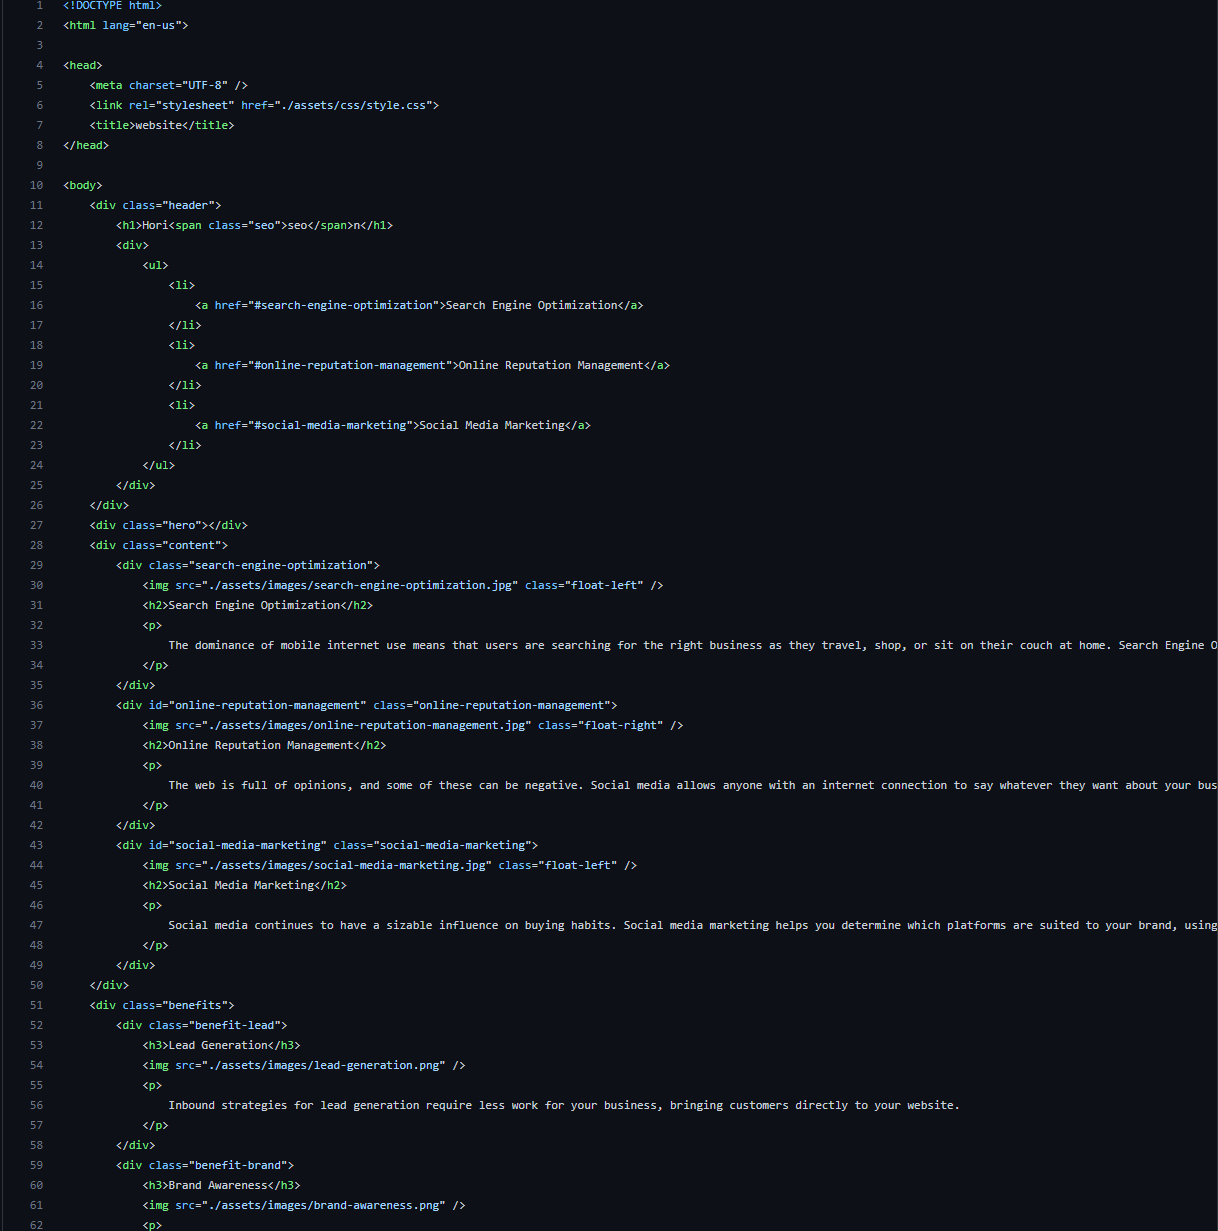 1 <!DOCTYPE html>
2 <html lang="en-us">
3
4 <head>
5     <meta charset="UTF-8" />
6     <link rel="stylesheet" href="./assets/css/style.css">
7     <title>website</title>
8 </head>
9
10 <body>
11     <div class="header">
12         <h1>Hori<span class="seo">seo</span>n</h1>
13         <div>
14             <ul>
15                 <li>
16                     <a href="#search-engine-optimization">Search Engine Optimization</a>
17                 </li>
18                 <li>
19                     <a href="#online-reputation-management">Online Reputation Management</a>
20                 </li>
21                 <li>
22                     <a href="#social-media-marketing">Social Media Marketing</a>
23                 </li>
24             </ul>
25         </div>
26     </div>
27     <div class="hero"></div>
28     <div class="content">
29         <div class="search-engine-optimization">
30             <img src="./assets/images/search-engine-optimization.jpg" class="float-left" />
31             <h2>Search Engine Optimization</h2>
32             <p>
33                 The dominance of mobile internet use means that users are searching for the right business as they travel, shop, or sit on their couch at home. Search Engine O
34             </p>
35         </div>
36         <div id="online-reputation-management" class="online-reputation-management">
37             <img src="./assets/images/online-reputation-management.jpg" class="float-right" />
38             <h2>Online Reputation Management</h2>
39             <p>
40                 The web is full of opinions, and some of these can be negative. Social media allows anyone with an internet connection to say whatever they want about your bus
41             </p>
42         </div>
43         <div id="social-media-marketing" class="social-media-marketing">
44             <img src="./assets/images/social-media-marketing.jpg" class="float-left" />
45             <h2>Social Media Marketing</h2>
46             <p>
47                 Social media continues to have a sizable influence on buying habits. Social media marketing helps you determine which platforms are suited to your brand, using
48             </p>
49         </div>
50     </div>
51     <div class="benefits">
52         <div class="benefit-lead">
53             <h3>Lead Generation</h3>
54             <img src="./assets/images/lead-generation.png" />
55             <p>
56                 Inbound strategies for lead generation require less work for your business, bringing customers directly to your website.
57             </p>
58         </div>
59         <div class="benefit-brand">
60             <h3>Brand Awareness</h3>
61             <img src="./assets/images/brand-awareness.png" />
62             <p>